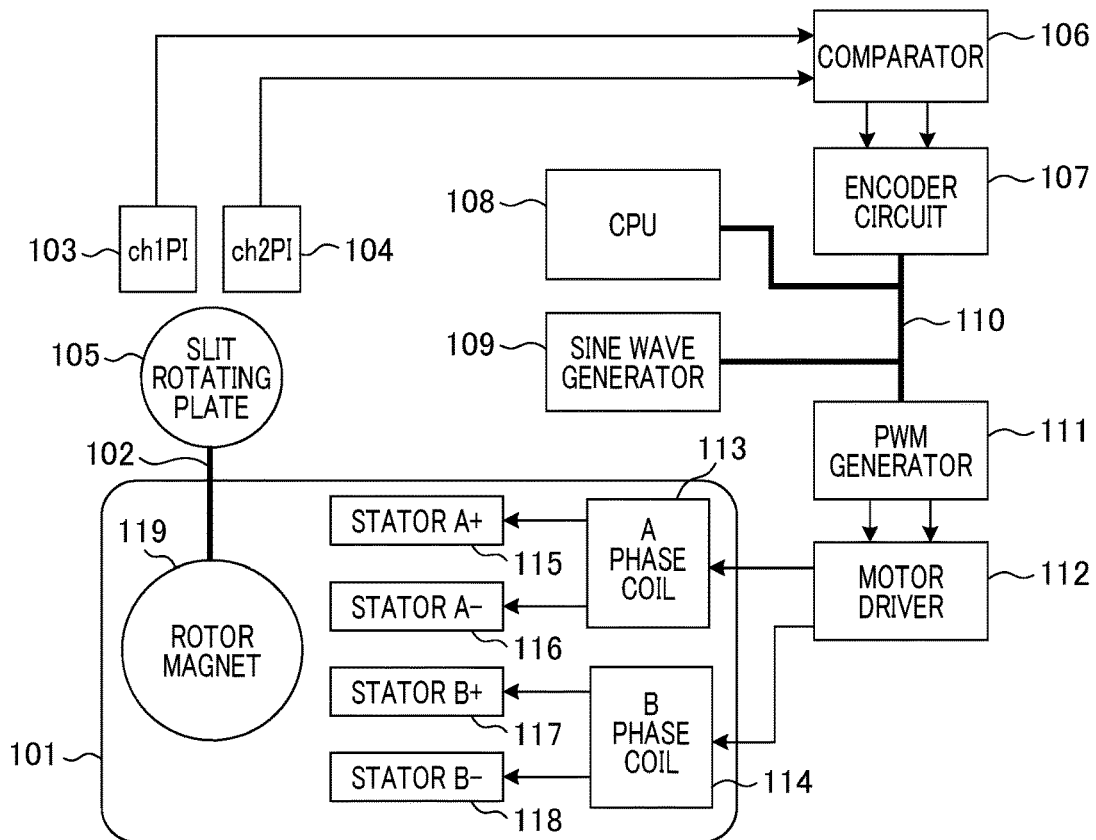 106
COMPARATOR
107
ENCODER
CIRCUIT
108
CPU
103
ch1PI
ch2PI
104
110
105
SLIT
ROTATING
PLATE
109
SINE WAVE
GENERATOR
111
PWM
GENERATOR
102
113
119
STATOR A+
115
A
PHASE
COIL
MOTOR
DRIVER
112
STATOR A-
116
ROTOR
MAGNET
STATOR B+
117
B
PHASE
COIL
101
STATOR B-
118
114